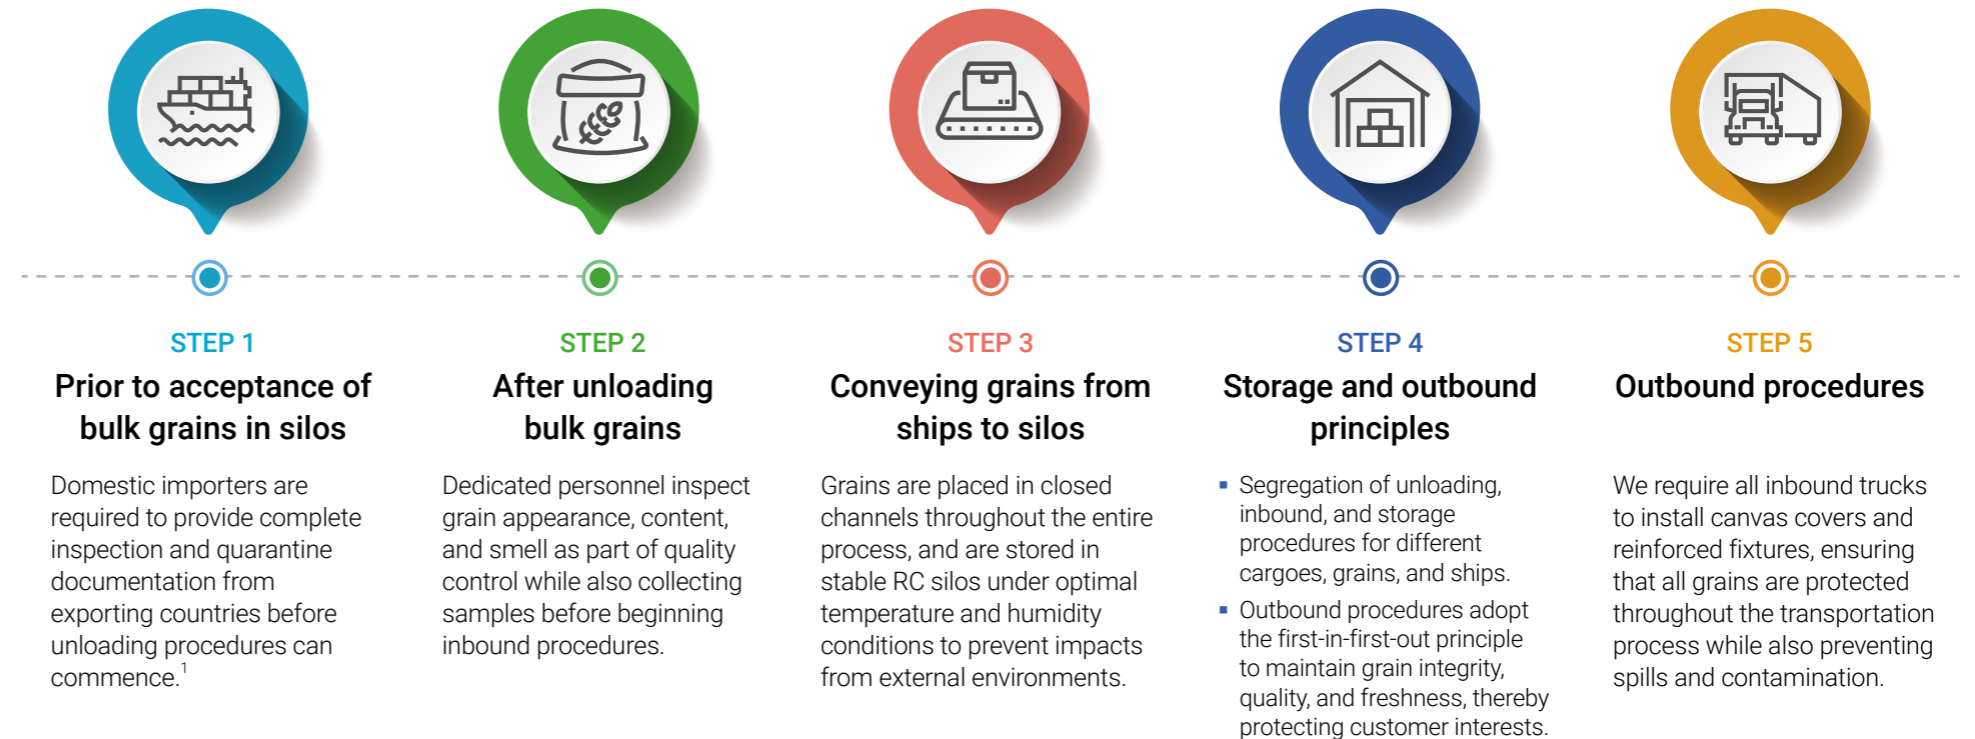 STEP 1
Prior to acceptance of
bulk grains in silos
Domestic importers are
required to provide complete
inspection and quarantine
documentation from
exporting countries before
unloading procedures can
commence.¹
STEP 2
After unloading
bulk grains
Dedicated personnel inspect
grain appearance, content,
and smell as part of quality
control while also collecting
samples before beginning
inbound procedures.
STEP 3
Conveying grains from
ships to silos
Grains are placed in closed
channels throughout the entire
process, and are stored in
stable RC silos under optimal
temperature and humidity
conditions to prevent impacts
from external environments.
STEP 4
Storage and outbound
principles
▪ Segregation of unloading,
inbound, and storage
procedures for different
cargoes, grains, and ships.
▪ Outbound procedures adopt
the first-in-first-out principle
to maintain grain integrity,
quality, and freshness, thereby
protecting customer interests.
STEP 5
Outbound procedures
We require all inbound trucks
to install canvas covers and
reinforced fixtures, ensuring
that all grains are protected
throughout the transportation
process while also preventing
spills and contamination.